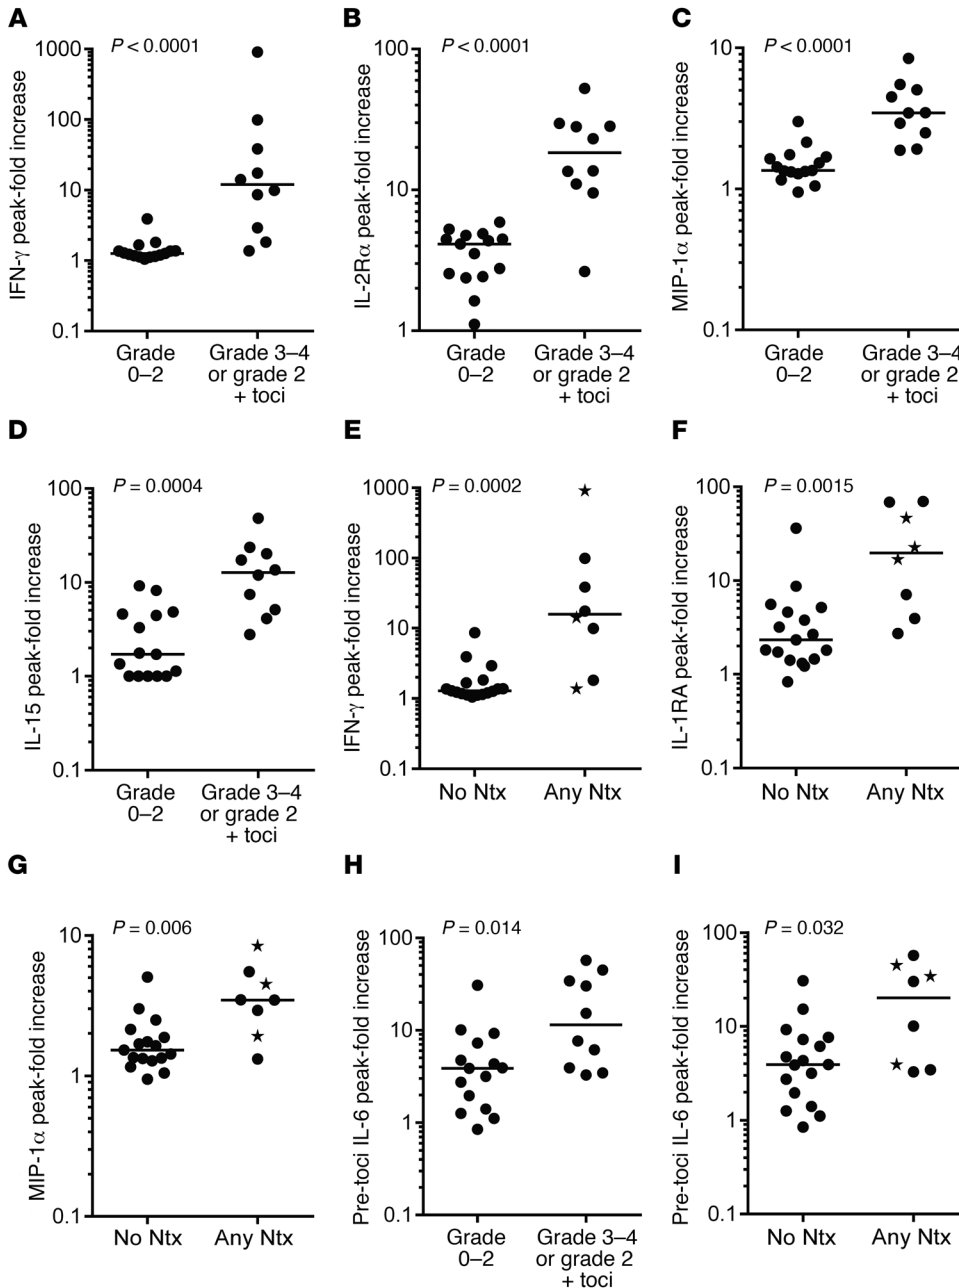 A
B
C
IFN-γ peak-fold increase
P < 0.0001
1000
100
10
1
0.1
Grade
0–2
Grade 3–4
or grade 2
+ toci
IL-2Rα peak-fold increase
P < 0.0001
100
10
1
Grade
0–2
Grade 3–4
or grade 2
+ toci
MIP-1α peak-fold increase
P < 0.0001
10
1
0.1
Grade
0–2
Grade 3–4
or grade 2
+ toci
D
E
F
IL-15 peak-fold increase
P = 0.0004
100
10
1
0.1
Grade
0–2
Grade 3–4
or grade 2
+ toci
IFN-γ peak-fold increase
P = 0.0002
1000
100
10
1
0.1
No Ntx
Any Ntx
IL-1RA peak-fold increase
P = 0.0015
100
10
1
0.1
No Ntx
Any Ntx
G
H
I
MIP-1α peak-fold increase
P = 0.006
10
1
0.1
No Ntx
Any Ntx
Pre-toci IL-6 peak-fold increase
P = 0.014
100
10
1
0.1
Grade
0–2
Grade 3–4
or grade 2
+ toci
Pre-toci IL-6 peak-fold increase
P = 0.032
100
10
1
0.1
No Ntx
Any Ntx